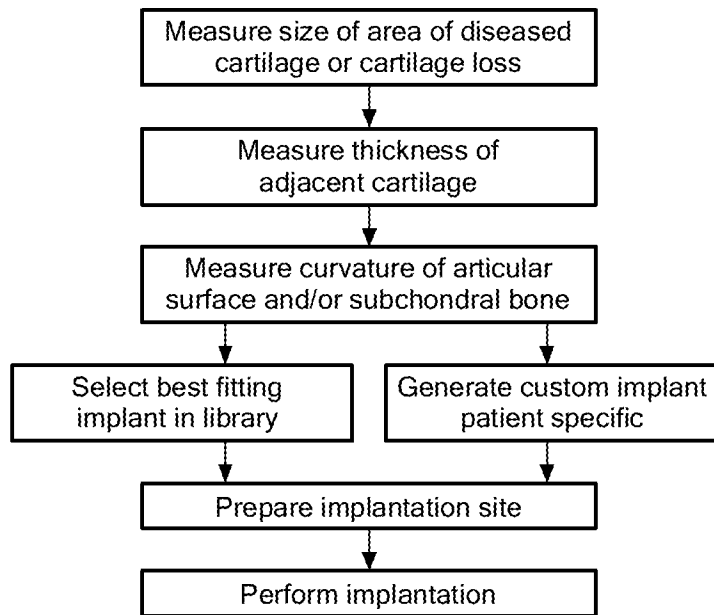 Measure size of area of diseased
cartilage or cartilage loss
Measure thickness of
adjacent cartilage
Measure curvature of articular
surface and/or subchondral bone
Select best fitting
implant in library
Generate custom implant
patient specific
Prepare implantation site
Perform implantation